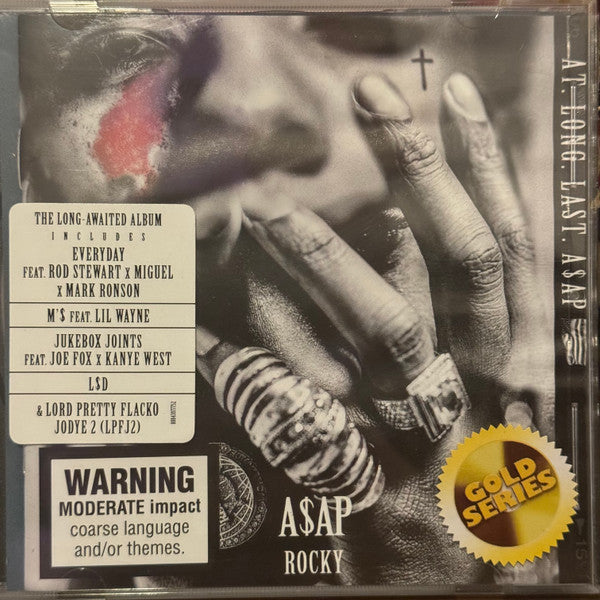 AT. LONG. LAST. A$AP
THE LONG-AWAITED ALBUM
INCLUDES
EVERYDAY
FEAT. ROD STEWART x MIGUEL
x MARK RONSON
M'$ FEAT. LIL WAYNE
JUKEBOX JOINTS
FEAT. JOE FOX x KANYE WEST
L$D
& LORD PRETTY FLACKO
JODYE 2 (LPFJ2)
WARNING
MODERATE impact
coarse language
and/or themes.
A$AP
ROCKY
GOLD
SERIES